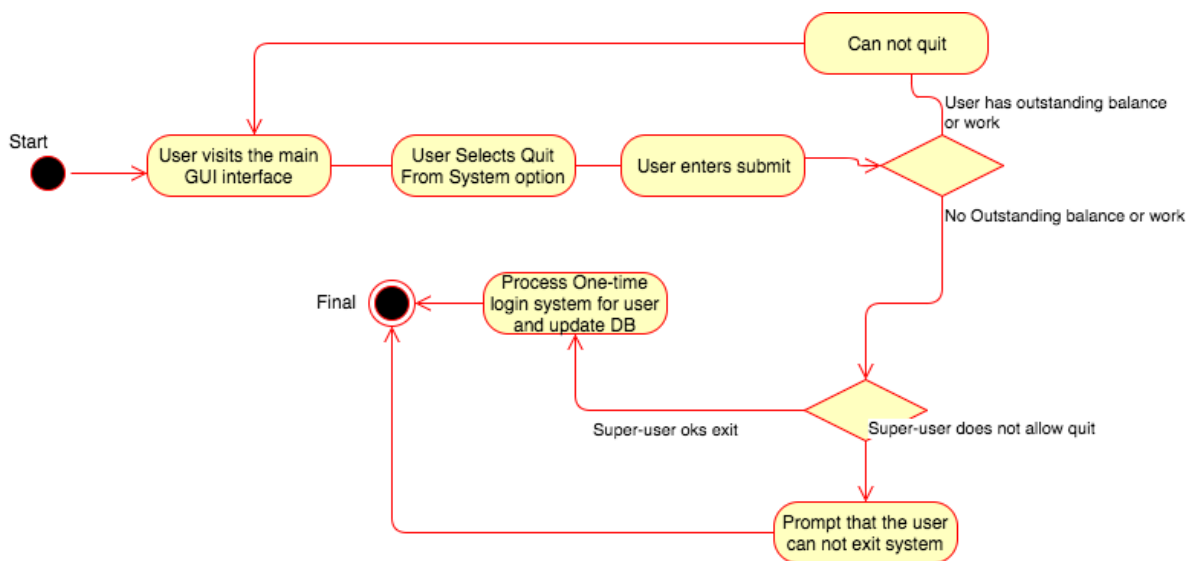 Can not quit
User has outstanding balance
or work
Start
User visits the main
GUI interface
User Selects Quit
From System option
User enters submit
No Outstanding balance or work
Process One-time
login system for user
and update DB
Final
Super-user oks exit
Super-user does not allow quit
Prompt that the user
can not exit system